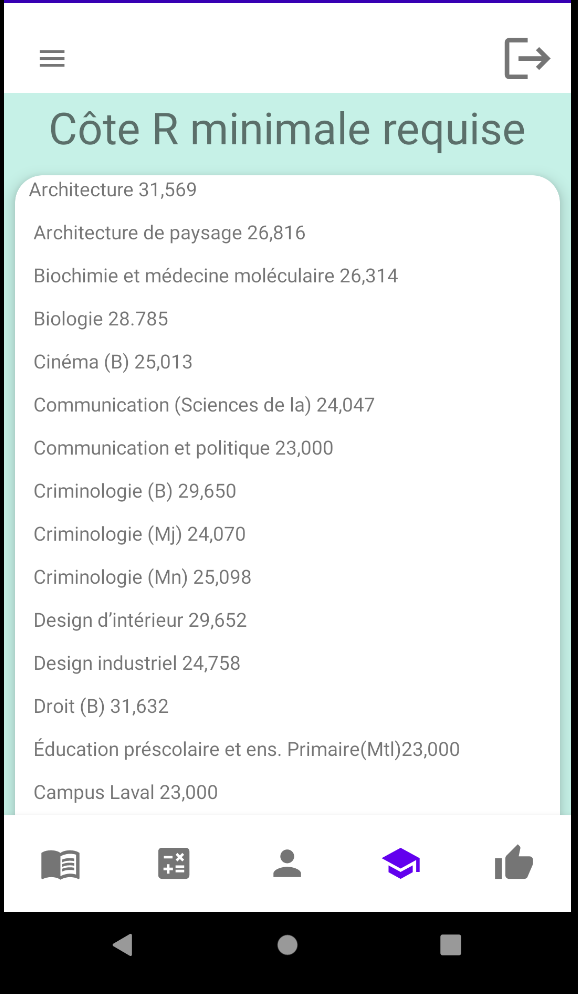 Côte R minimale requise
Architecture 31,569
Architecture de paysage 26,816
Biochimie et médecine moléculaire 26,314
Biologie 28.785
Cinéma (B) 25,013
Communication (Sciences de la) 24,047
Communication et politique 23,000
Criminologie (B) 29,650
Criminologie (Mj) 24,070
Criminologie (Mn) 25,098
Design d’intérieur 29,652
Design industriel 24,758
Droit (B) 31,632
Éducation préscolaire et ens. Primaire(Mtl)23,000
Campus Laval 23,000